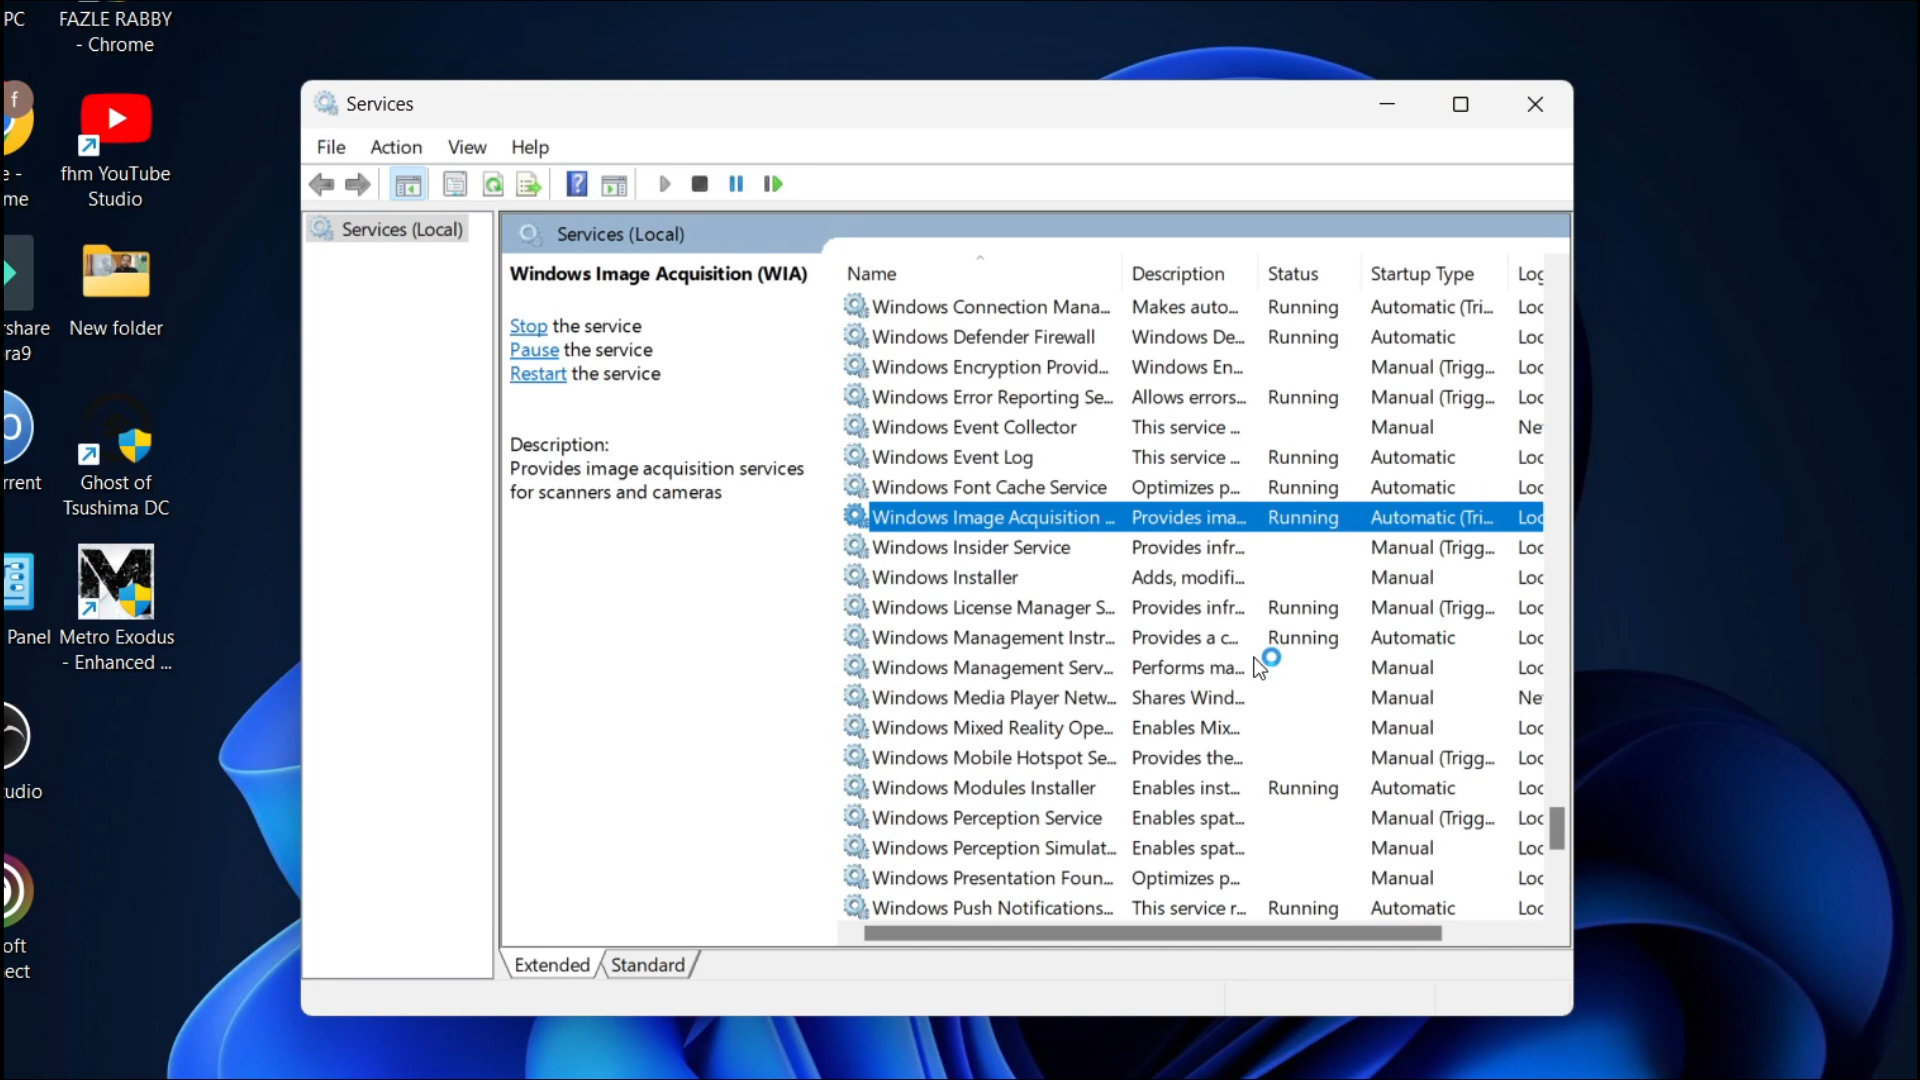 PC
FAZLE RABBY
- Chrome
f
e -
me
fhm YouTube
Studio
rshare
ra9
New folder
rrent
Ghost of
Tsushima DC
Panel
Metro Exodus
- Enhanced ...
udio
oft
ect
Services
File Action View Help
Services (Local)
Services (Local)
Windows Image Acquisition (WIA)
Stop the service
Pause the service
Restart the service
Description:
Provides image acquisition services
for scanners and cameras
Name Description Status Startup Type Log
Windows Connection Mana... Makes auto... Running Automatic (Tri... Loc
Windows Defender Firewall Windows De... Running Automatic Loc
Windows Encryption Provid... Windows En... Manual (Trigg... Loc
Windows Error Reporting Se... Allows errors... Running Manual (Trigg... Loc
Windows Event Collector This service ... Manual Ne
Windows Event Log This service ... Running Automatic Loc
Windows Font Cache Service Optimizes p... Running Automatic Loc
Windows Image Acquisition ... Provides ima... Running Automatic (Tri... Loc
Windows Insider Service Provides infr... Manual (Trigg... Loc
Windows Installer Adds, modifi... Manual Loc
Windows License Manager S... Provides infr... Running Manual (Trigg... Loc
Windows Management Instr... Provides a c... Running Automatic Loc
Windows Management Serv... Performs ma... Manual Loc
Windows Media Player Netw... Shares Wind... Manual Ne
Windows Mixed Reality Ope... Enables Mix... Manual Loc
Windows Mobile Hotspot Se... Provides the... Manual (Trigg... Loc
Windows Modules Installer Enables inst... Running Automatic Loc
Windows Perception Service Enables spat... Manual (Trigg... Loc
Windows Perception Simulat... Enables spat... Manual Loc
Windows Presentation Foun... Optimizes p... Manual Loc
Windows Push Notifications... This service r... Running Automatic Loc
Extended Standard